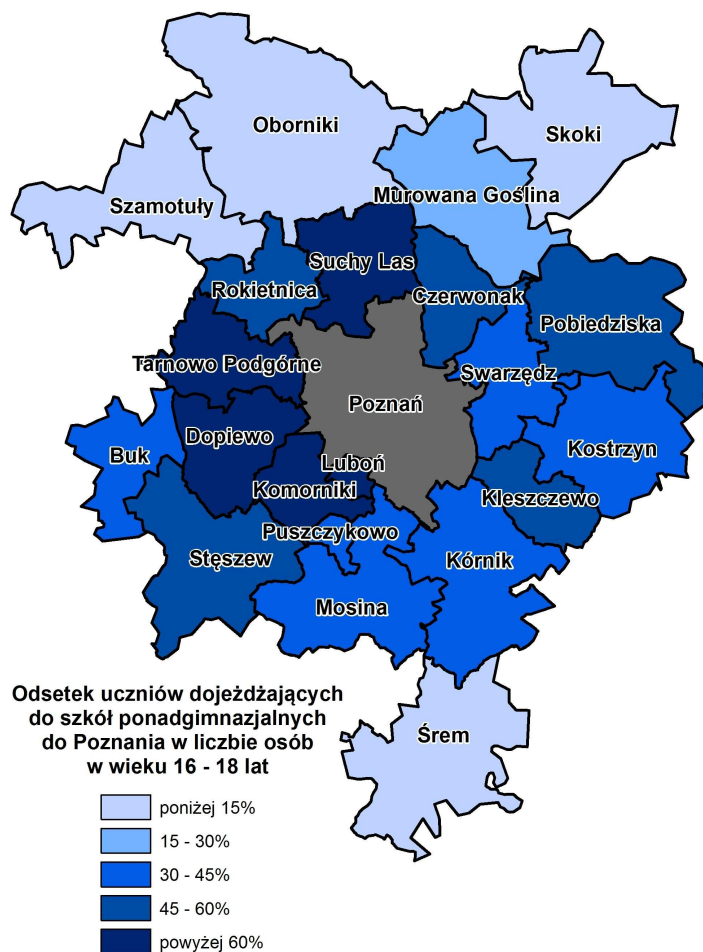 Oborniki
Skoki
Szamotuły
Murowana Goślina
Suchy Las
Rokietnica
Czerwonak
Pobiedziska
Tarnowo Podgórne
Swarzędz
Poznań
Buk
Dopiewo
Kostrzyn
Luboń
Komorniki
Kleszczewo
Puszczykowo
Stęszew
Kórnik
Mosina
Śrem
Odsetek uczniów dojeżdżających
do szkół ponadgimnazjalnych
do Poznania w liczbie osób
w wieku 16 - 18 lat
poniżej 15%
15 - 30%
30 - 45%
45 - 60%
powyżej 60%